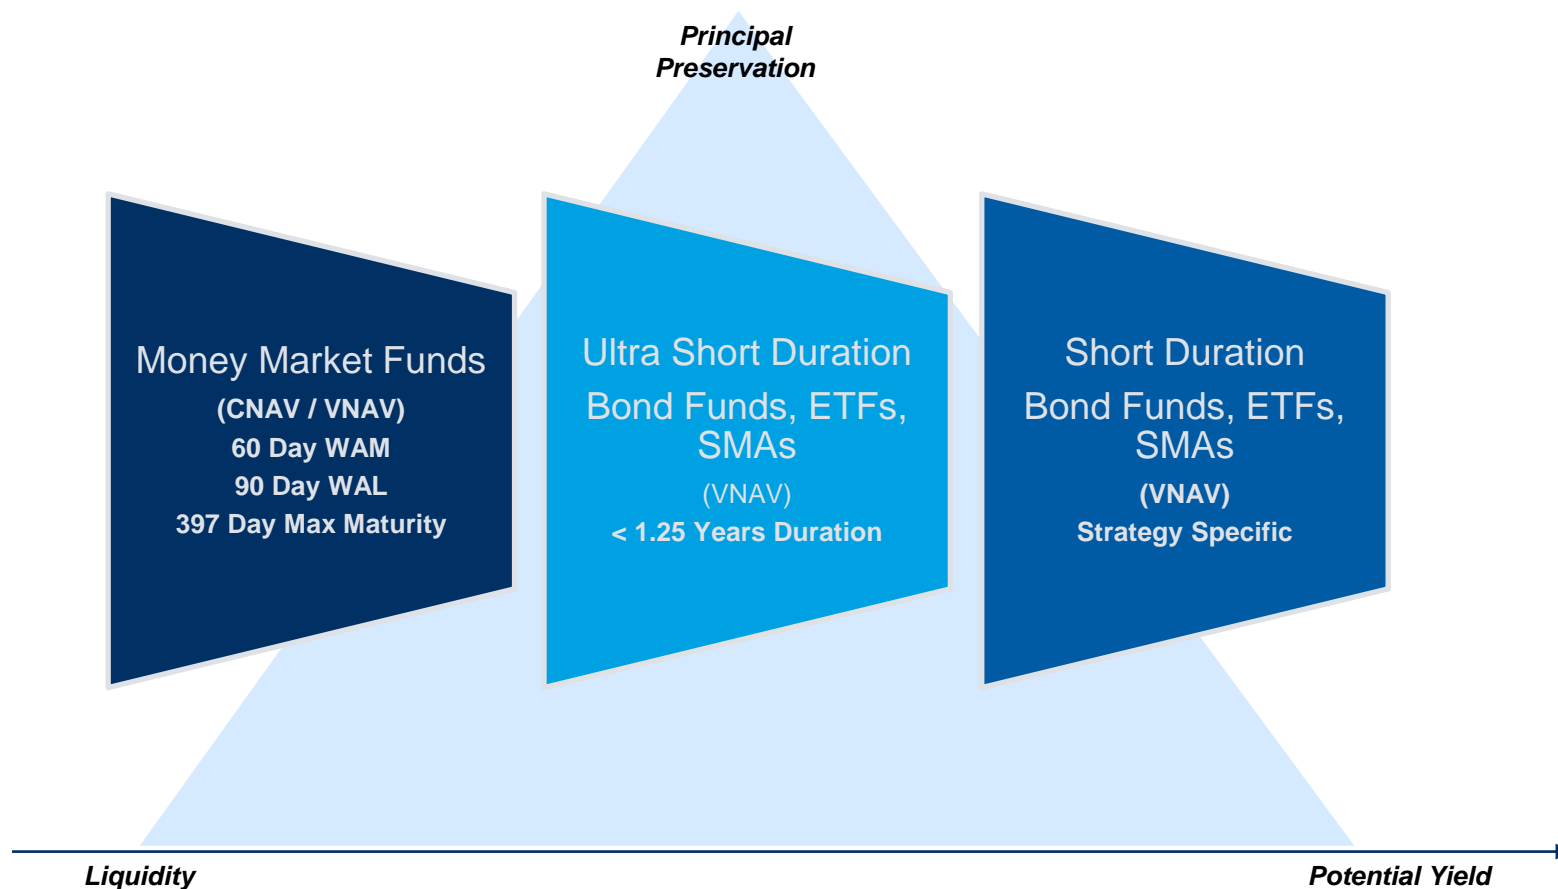 Principal
Preservation
Money Market Funds
(CNAV / VNAV)
60 Day WAM
90 Day WAL
397 Day Max Maturity
Ultra Short Duration
Bond Funds, ETFs,
SMAs
(VNAV)
< 1.25 Years Duration
Short Duration
Bond Funds, ETFs,
SMAs
(VNAV)
Strategy Specific
Liquidity
Potential Yield